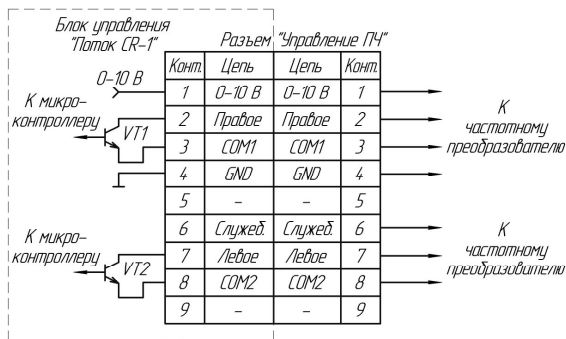 Блок управления
"Поток CR-1"
Разъем "Управление ПЧ"
Конт. Цепь Цепь Конт.
0-10 В
1 0-10 В 0-10 В 1
К микро-
контроллеру
VT1
2 Правое Правое 2
3 COM1 COM1 3
4 GND GND 4
К
частотному
преобразователю
5 - - 5
6 Служеб. Служеб. 6
К микро-
контроллеру
VT2
7 Левое Левое 7
8 COM2 COM2 8
К
частотному
преобразователю
9 - - 9